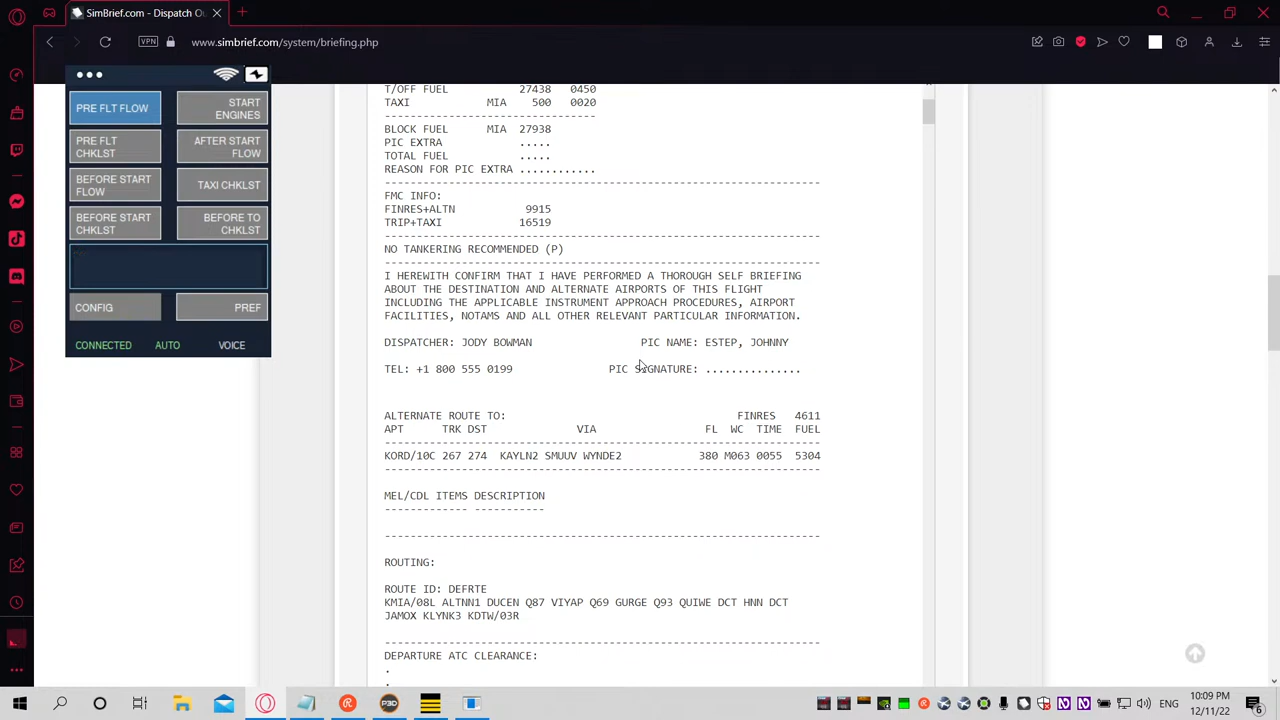 SimBrief.com - Dispatch Ou
VPN
www.simbrief.com/system/briefing.php
PRE FLT FLOW
START ENGINES
PRE FLT CHKLST
AFTER START FLOW
BEFORE START FLOW
TAXI CHKLST
BEFORE START CHKLST
BEFORE TO CHKLST
CONFIG
PREF
CONNECTED AUTO VOICE
T/OFF FUEL 27438 0450
TAXI MIA 500 0020
--------------------------------
BLOCK FUEL MIA 27938
PIC EXTRA .....
TOTAL FUEL .....
REASON FOR PIC EXTRA ............
--------------------------------------------------------------------
FMC INFO:
FINRES+ALTN 9915
TRIP+TAXI 16519
--------------------------------------------------------------------
NO TANKERING RECOMMENDED (P)
--------------------------------------------------------------------
I HEREWITH CONFIRM THAT I HAVE PERFORMED A THOROUGH SELF BRIEFING
ABOUT THE DESTINATION AND ALTERNATE AIRPORTS OF THIS FLIGHT
INCLUDING THE APPLICABLE INSTRUMENT APPROACH PROCEDURES, AIRPORT
FACILITIES, NOTAMS AND ALL OTHER RELEVANT PARTICULAR INFORMATION.
DISPATCHER: JODY BOWMAN PIC NAME: ESTEP, JOHNNY
TEL: +1 800 555 0199 PIC SIGNATURE: ...............
ALTERNATE ROUTE TO: FINRES 4611
APT TRK DST VIA FL WC TIME FUEL
--------------------------------------------------------------------
KORD/10C 267 274 KAYLN2 SMUUV WYNDE2 380 M063 0055 5304
--------------------------------------------------------------------
MEL/CDL ITEMS DESCRIPTION
------------- -----------
--------------------------------------------------------------------
ROUTING:
ROUTE ID: DEFRTE
KMIA/08L ALTNN1 DUCEN Q87 VIYAP Q69 GURGE Q93 QUIWE DCT HNN DCT
JAMOX KLYNK3 KDTW/03R
--------------------------------------------------------------------
DEPARTURE ATC CLEARANCE:
.
.
P3D
ENG
10:09 PM
12/11/22
6